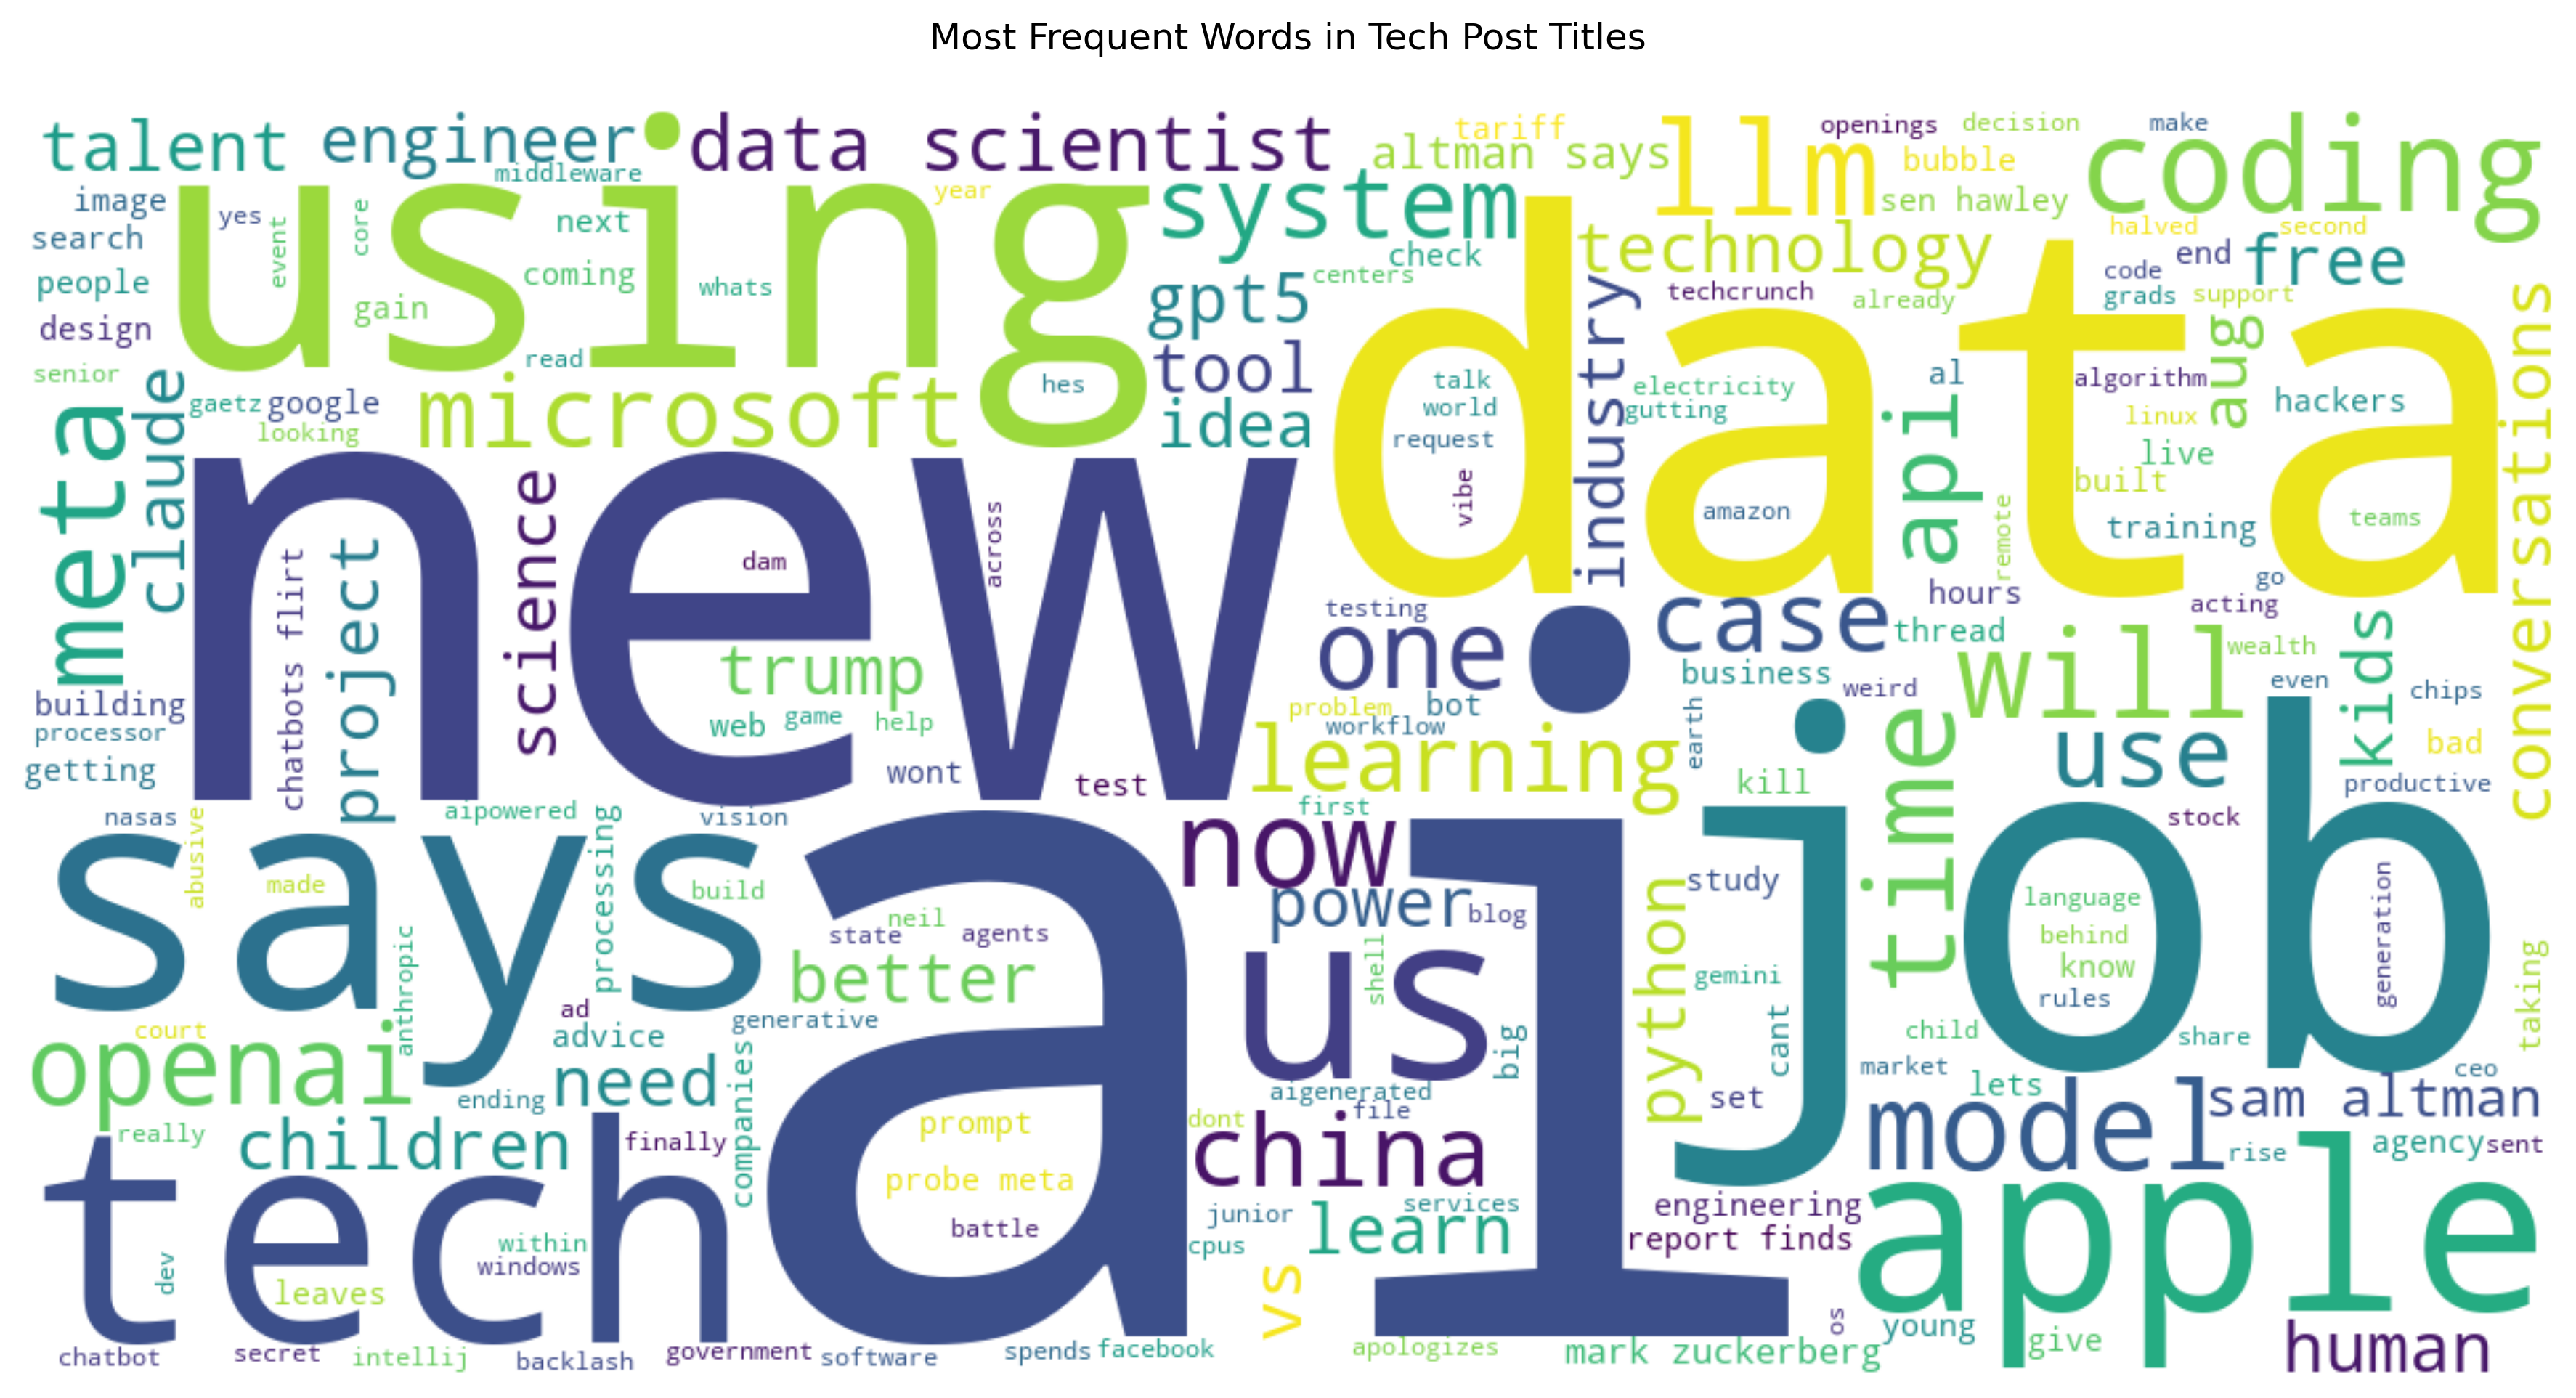 Most Frequent Words in Tech Post Titles
talent
engineer
data scientist
tariff
altman says
llm
openings
decision
make
bubble
coding
middleware
image
using
yes
event
core
next
year
system
sen hawley
technology
halved
second
search
people
design
senior
gain
coming
whats
read
check
centers
gpt5
tool
idea
hes
techcrunch
already
code
end
grads
support
free
aug
conversations
data
industry
talk
world
request
vibe
electricity
gutting
amazon
al
api
algorithm
linux
live
built
training
hackers
teams
remote
go
meta
claude
gaetz
google
looking
microsoft
new
chatbots flirt
project
science
dam
across
trump
web
game
help
wont
test
testing
one
case
hours
thread
acting
will
wealth
kids
even
chips
bad
productive
business
weird
earth
problem
bot
workflow
learning
kill
time
use
stock
building
processor
getting
nasas
abusive
aipowered
vision
says
made
processing
build
anthropic
first
now
ai
job
power
blog
study
python
gemini
cant
set
us
shell
big
neil
state
agents
better
generative
language
behind
know
rules
generation
taking
child
share
market
lets
ceo
court
openai
ad
advice
need
ending
companies
really
children
finally
aigenerated
file
dont
china
model
sam altman
rise
agency
sent
tech
prompt
probe meta
battle
junior
services
cpus
learn
vs
engineering
report finds
apple
dev
within
windows
leaves
os
young
give
human
chatbot
secret
intellij
backlash
government
software
spends
facebook
apologizes
mark zuckerberg